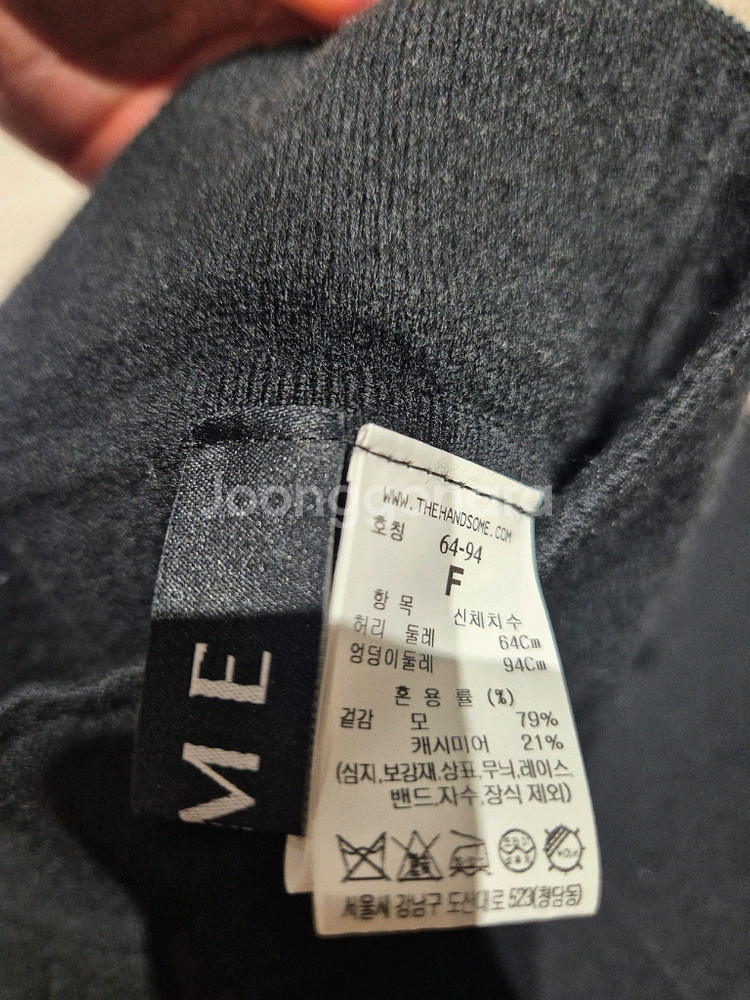 Joonggonara
WWW.THEHANDSOME.COM
호칭 64-94
F
항목 신체치수
허리 둘레 64Cm
엉덩이둘레 94Cm
혼용률 (%)
겉감 모 79%
캐시미어 21%
(심지,보강재,상표,무늬,레이스,
밴드,자수,장식 제외)
서울시 강남구 도산대로 523(청담동)
ME